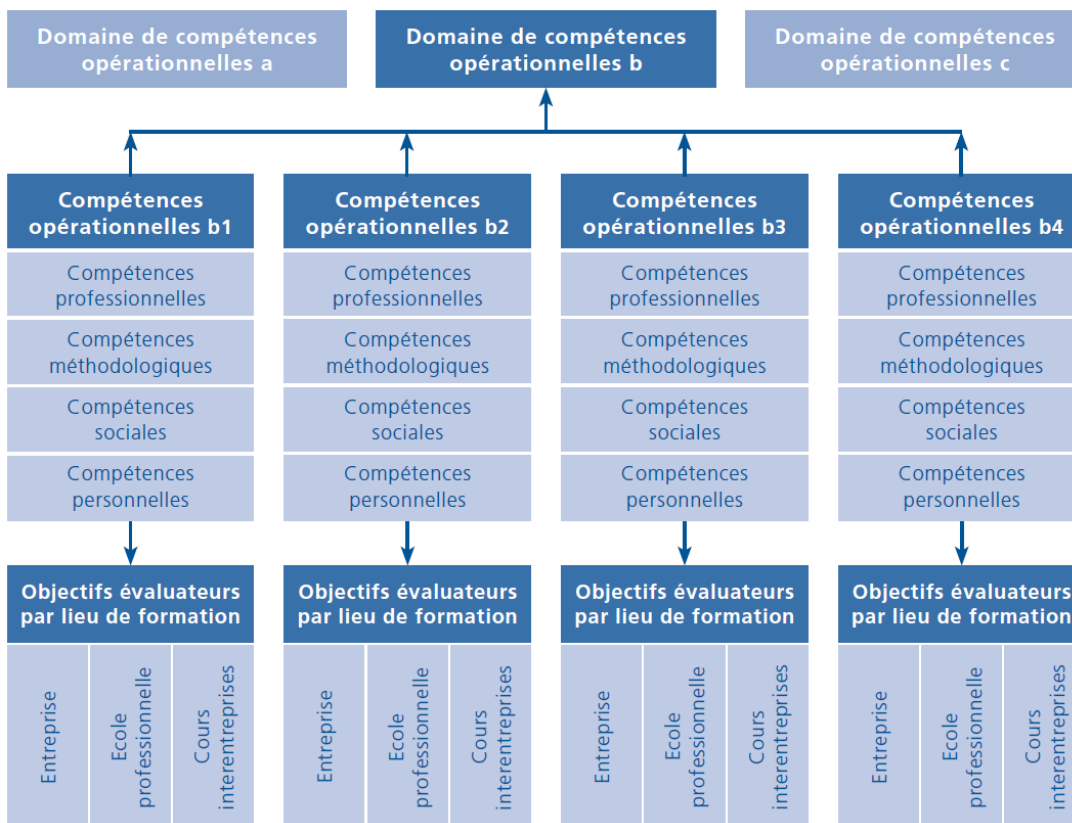 Domaine de compétences
opérationnelles a
Domaine de compétences
opérationnelles b
Domaine de compétences
opérationnelles c
Compétences
opérationnelles b1
Compétences
professionnelles
Compétences
méthodologiques
Compétences
sociales
Compétences
personnelles
Objectifs évaluateurs
par lieu de formation
Entreprise
Ecole
professionnelle
Cours
interentreprises
Compétences
opérationnelles b2
Compétences
professionnelles
Compétences
méthodologiques
Compétences
sociales
Compétences
personnelles
Objectifs évaluateurs
par lieu de formation
Entreprise
Ecole
professionnelle
Cours
interentreprises
Compétences
opérationnelles b3
Compétences
professionnelles
Compétences
méthodologiques
Compétences
sociales
Compétences
personnelles
Objectifs évaluateurs
par lieu de formation
Entreprise
Ecole
professionnelle
Cours
interentreprises
Compétences
opérationnelles b4
Compétences
professionnelles
Compétences
méthodologiques
Compétences
sociales
Compétences
personnelles
Objectifs évaluateurs
par lieu de formation
Entreprise
Ecole
professionnelle
Cours
interentreprises